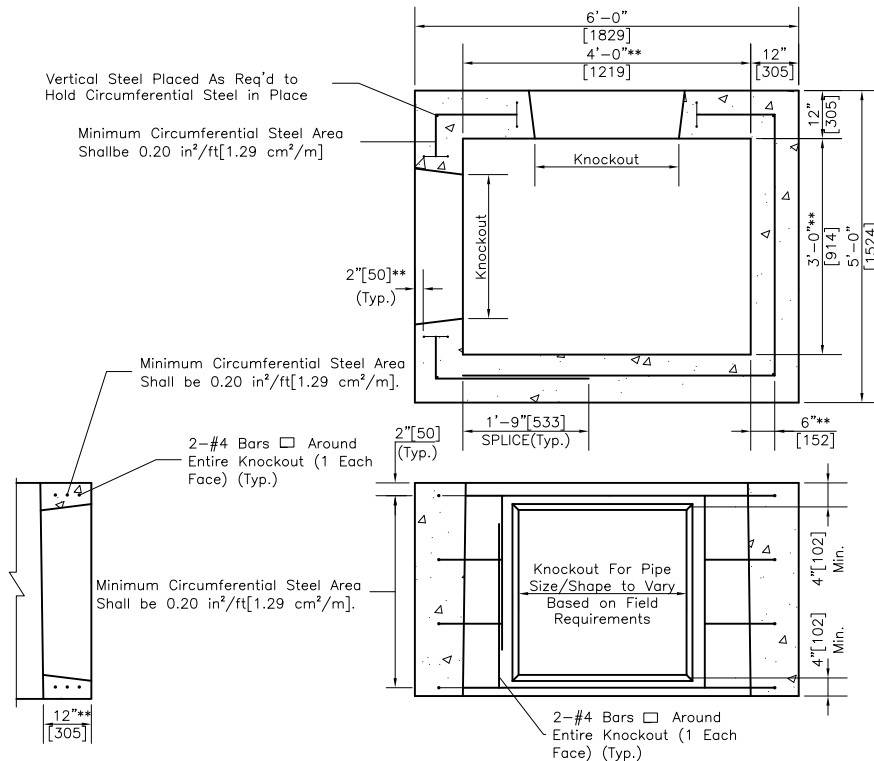 6'-0"
[1829]
4'-0"**
[1219]
12"
[305]
Vertical Steel Placed As Req'd to
Hold Circumferential Steel in Place
12"
[305]
Minimum Circumferential Steel Area
Shallbe 0.20 in²/ft[1.29 cm²/m]
Knockout
Knockout
3'-0"**
[914]
5'-0"
[1524]
2"[50]**
(Typ.)
Minimum Circumferential Steel Area
Shall be 0.20 in²/ft[1.29 cm²/m].
2"[50]
(Typ.)
1'-9"[533]
SPLICE(Typ.)
6"**
[152]
2-#4 Bars □ Around
Entire Knockout (1 Each
Face) (Typ.)
4"[102]
Min.
Minimum Circumferential Steel Area
Shall be 0.20 in²/ft[1.29 cm²/m].
Knockout For Pipe
Size/Shape to Vary
Based on Field
Requirements
4"[102]
Min.
12"**
[305]
2-#4 Bars □ Around
Entire Knockout (1 Each
Face) (Typ.)